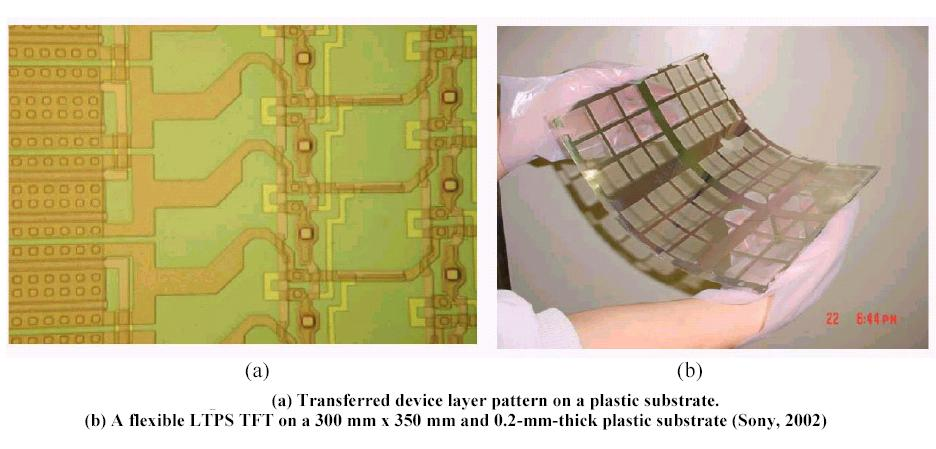 22 6:44PM
(a)
(b)
(a) Transferred device layer pattern on a plastic substrate.
(b) A flexible LTPS TFT on a 300 mm x 350 mm and 0.2-mm-thick plastic substrate (Sony, 2002)